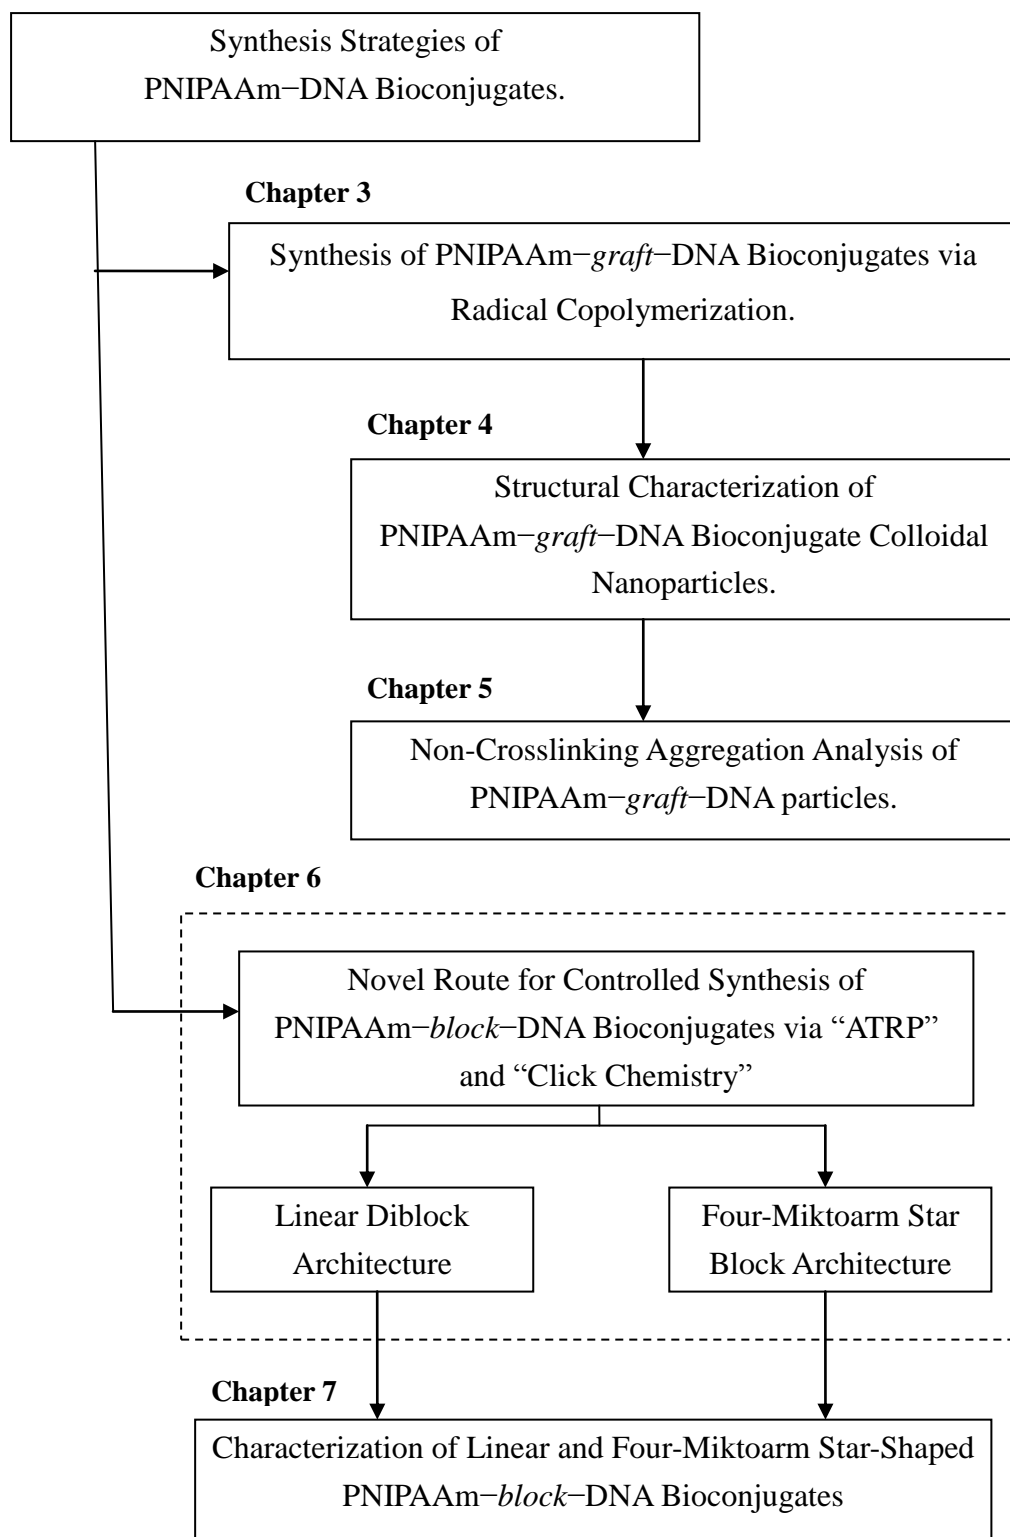 Synthesis Strategies of
PNIPAAm−DNA Bioconjugates.
Chapter 3
Synthesis of PNIPAAm−graft−DNA Bioconjugates via
Radical Copolymerization.
Chapter 4
Structural Characterization of
PNIPAAm−graft−DNA Bioconjugate Colloidal
Nanoparticles.
Chapter 5
Non-Crosslinking Aggregation Analysis of
PNIPAAm−graft−DNA particles.
Chapter 6
Novel Route for Controlled Synthesis of
PNIPAAm−block−DNA Bioconjugates via “ATRP”
and “Click Chemistry”
Linear Diblock
Architecture
Four-Miktoarm Star
Block Architecture
Chapter 7
Characterization of Linear and Four-Miktoarm Star-Shaped
PNIPAAm−block−DNA Bioconjugates